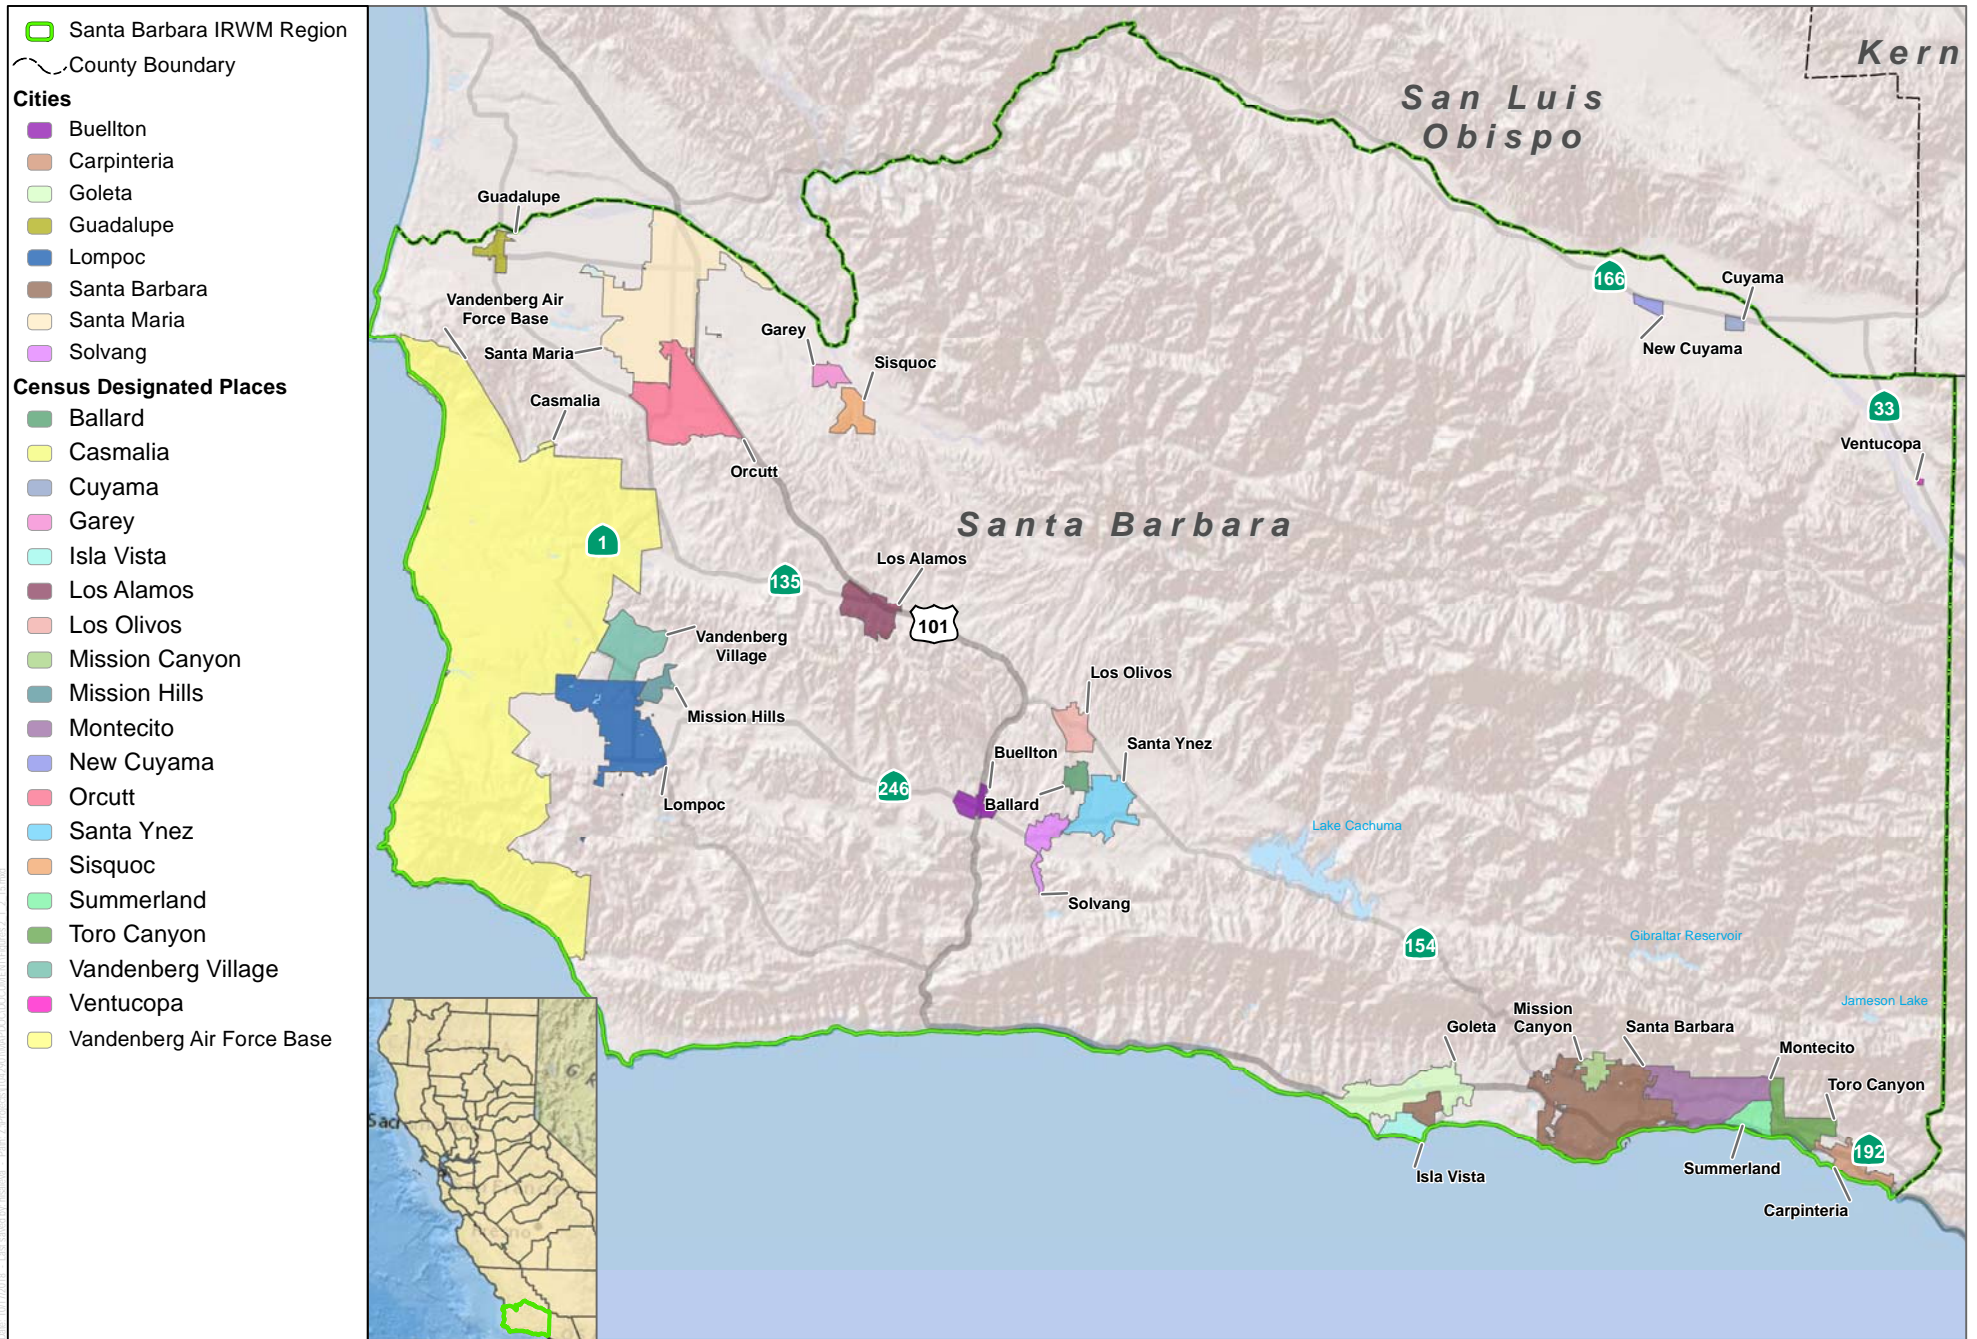 Santa Barbara IRWM Region
County Boundary
Cities
Buellton
Carpinteria
Goleta
Guadalupe
Lompoc
Santa Barbara
Santa Maria
Solvang
Census Designated Places
Ballard
Casmalia
Cuyama
Garey
Isla Vista
Los Alamos
Los Olivos
Mission Canyon
Mission Hills
Montecito
New Cuyama
Orcutt
Santa Ynez
Sisquoc
Summerland
Toro Canyon
Vandenberg Village
Ventucopa
Vandenberg Air Force Base
Kern
San Luis
Obispo
Guadalupe
Vandenberg Air
Force Base
Santa Maria
Casmalia
Garey
Sisquoc
Orcutt
166
Cuyama
New Cuyama
33
Ventucopa
Santa Barbara
1
135
Los Alamos
101
Vandenberg
Village
Mission Hills
Lompoc
Los Olivos
Santa Ynez
Buellton
246
Ballard
Solvang
Lake Cachuma
154
Gibraltar Reservoir
Jameson Lake
Mission
Canyon
Goleta
Santa Barbara
Montecito
Toro Canyon
192
Isla Vista
Summerland
Carpinteria